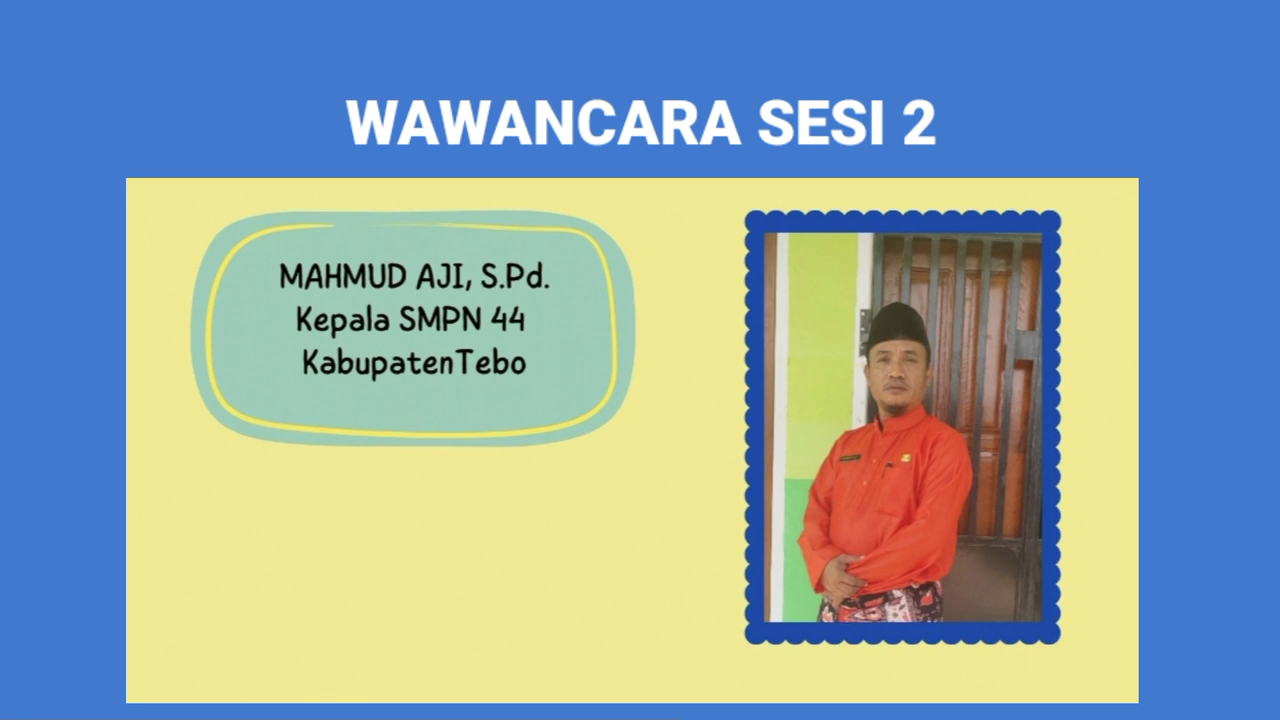 WAWANCARA SESI 2
MAHMUD AJI, S.Pd.
Kepala SMPN 44
KabupatenTebo